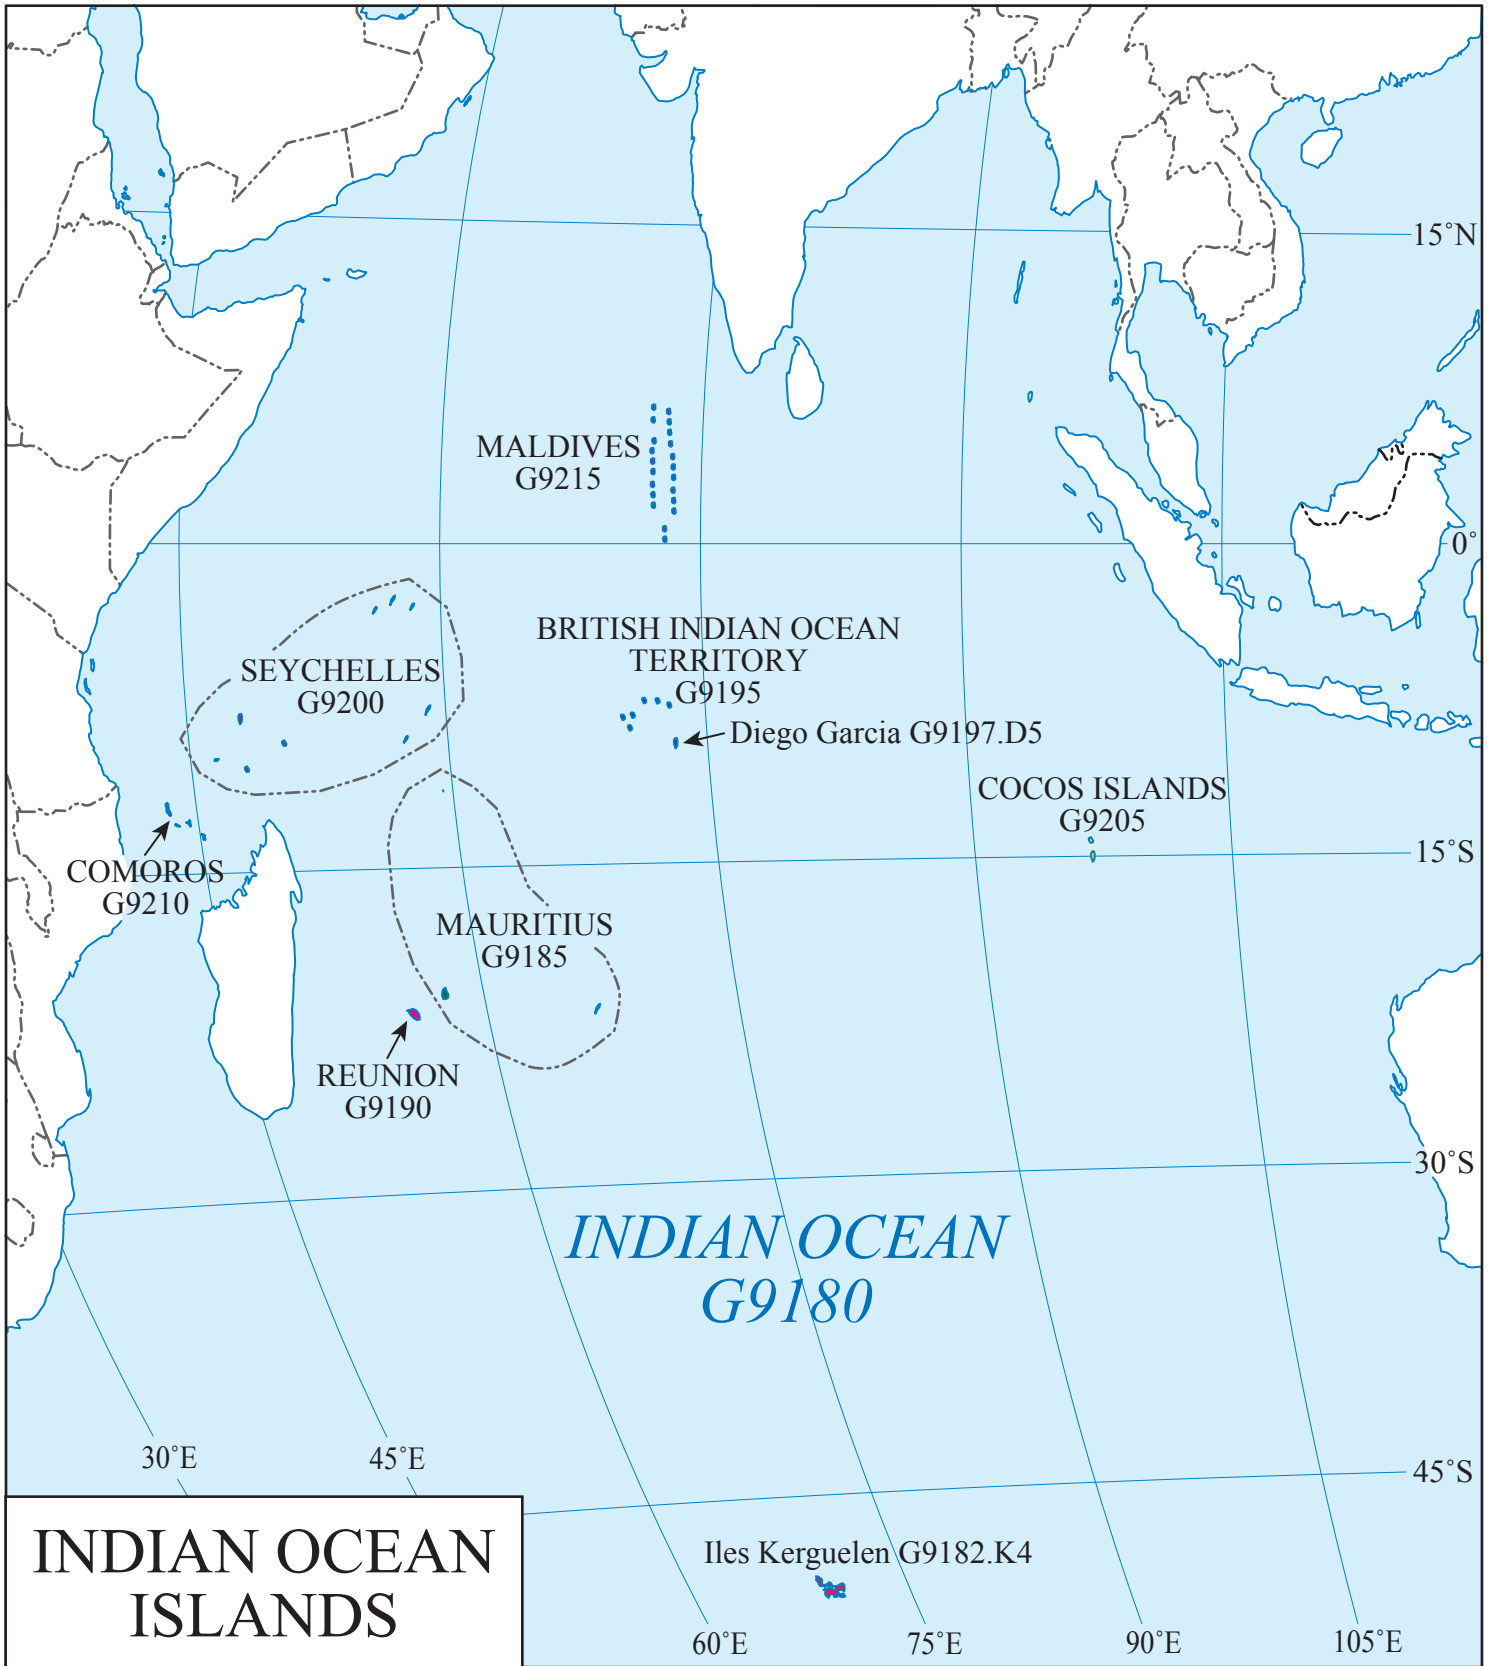 15˚N
MALDIVES
G9215
0˚
BRITISH INDIAN OCEAN
TERRITORY
G9195
SEYCHELLES
G9200
Diego Garcia G9197.D5
COCOS ISLANDS
G9205
15˚S
COMOROS
G9210
MAURITIUS
G9185
REUNION
G9190
30˚S
INDIAN OCEAN
G9180
30˚E
45˚E
45˚S
Iles Kerguelen G9182.K4
INDIAN OCEAN
ISLANDS
60˚E
75˚E
90˚E
105˚E